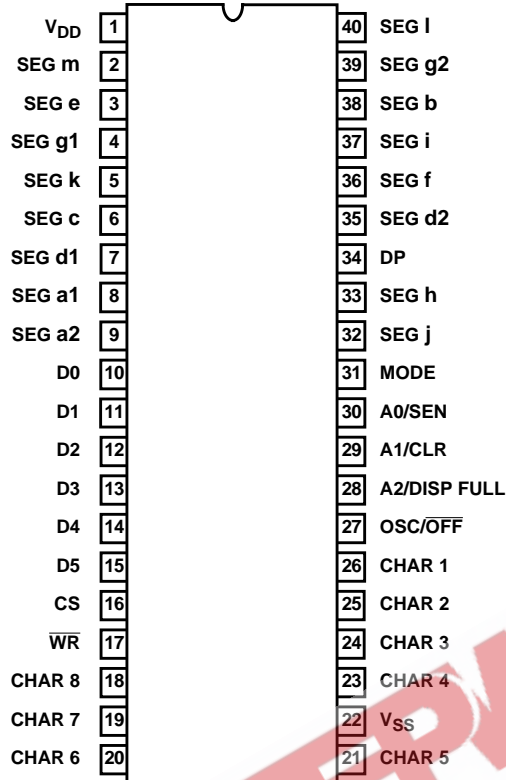 VDD 1 40 SEG l
SEG m 2 39 SEG g2
SEG e 3 38 SEG b
SEG g1 4 37 SEG i
SEG k 5 36 SEG f
SEG c 6 35 SEG d2
SEG d1 7 34 DP
SEG a1 8 33 SEG h
SEG a2 9 32 SEG j
D0 10 31 MODE
D1 11 30 A0/SEN
D2 12 29 A1/CLR
D3 13 28 A2/DISP FULL
D4 14 27 OSC/O̅F̅F̅
D5 15 26 CHAR 1
CS 16 25 CHAR 2
W̅R̅ 17 24 CHAR 3
CHAR 8 18 23 CHAR 4
CHAR 7 19 22 VSS
CHAR 6 20 21 CHAR 5